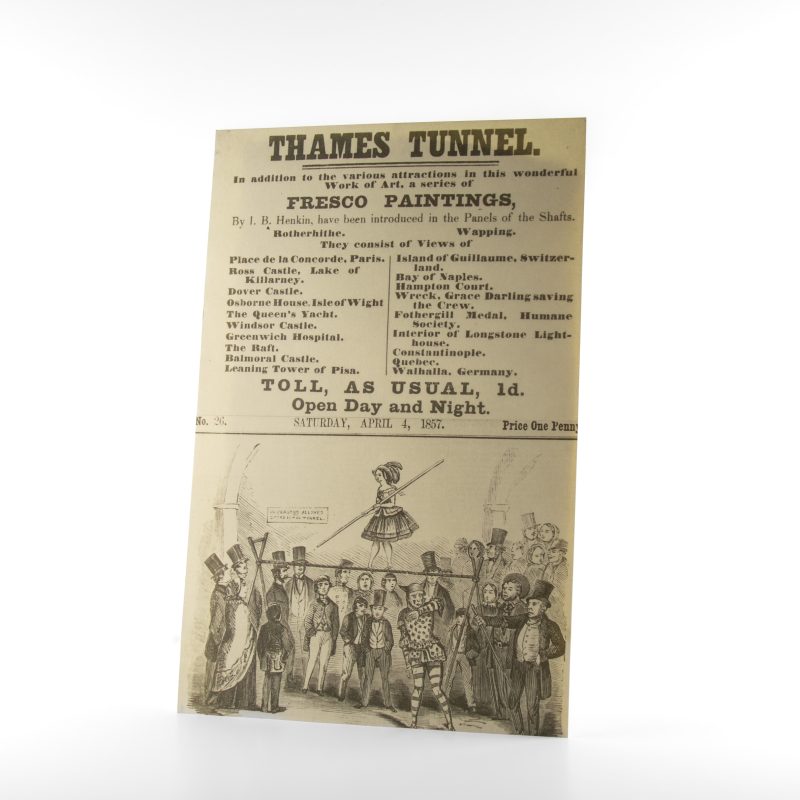 THAMES TUNNEL.
In addition to the various attractions in this wonderful
Work of Art, a series of
FRESCO PAINTINGS,
By I. B. Henkin, have been introduced in the Panels of the Shafts.
Rotherhithe. Wapping.
They consist of Views of
Place de la Concorde, Paris.
Ross Castle, Lake of
Killarney.
Dover Castle.
Osborne House, Isle of Wight
The Queen's Yacht.
Windsor Castle.
Greenwich Hospital.
The Raft.
Balmoral Castle.
Leaning Tower of Pisa.
Island of Guillaume, Switzer-
land.
Bay of Naples.
Hampton Court.
Wreck, Grace Darling saving
the Crew.
Fothergill Medal, Humane
Society.
Interior of Longstone Light-
house.
Constantinople.
Quebec.
Walhalla, Germany.
TOLL, AS USUAL, 1d.
Open Day and Night.
No. 26. SATURDAY, APRIL 4, 1857. Price One Penny
ALLOWED